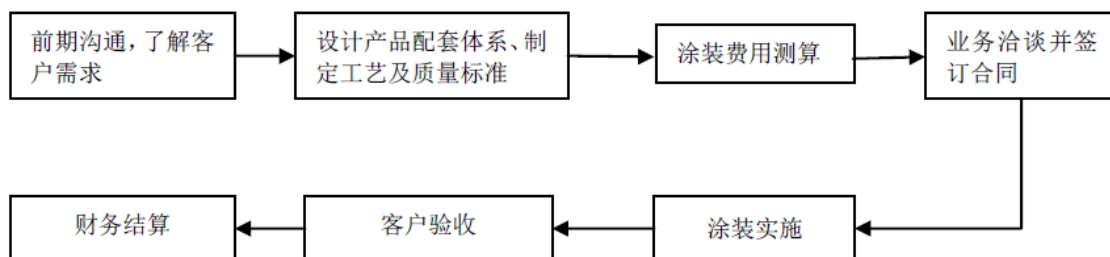 前期沟通,了解客
户需求
设计产品配套体系、制
定工艺及质量标准
涂装费用测算
业务洽谈并签
订合同
财务结算
客户验收
涂装实施